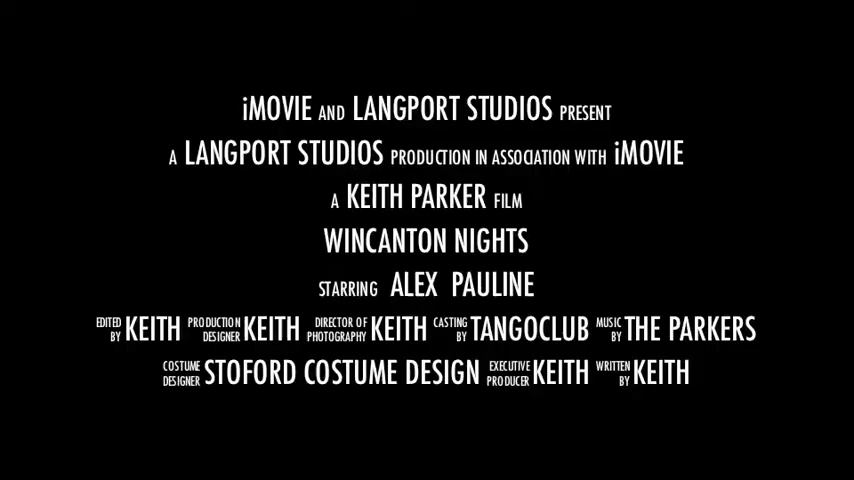 iMOVIE AND LANGPORT STUDIOS PRESENT
A LANGPORT STUDIOS PRODUCTION IN ASSOCIATION WITH iMOVIE
A KEITH PARKER FILM
WINCANTON NIGHTS
STARRING ALEX PAULINE
EDITED BY KEITH PRODUCTION DESIGNER KEITH DIRECTOR OF PHOTOGRAPHY KEITH CASTING BY TANGOCLUB MUSIC BY THE PARKERS
COSTUME DESIGNER STOFORD COSTUME DESIGN EXECUTIVE PRODUCER KEITH WRITTEN BY KEITH